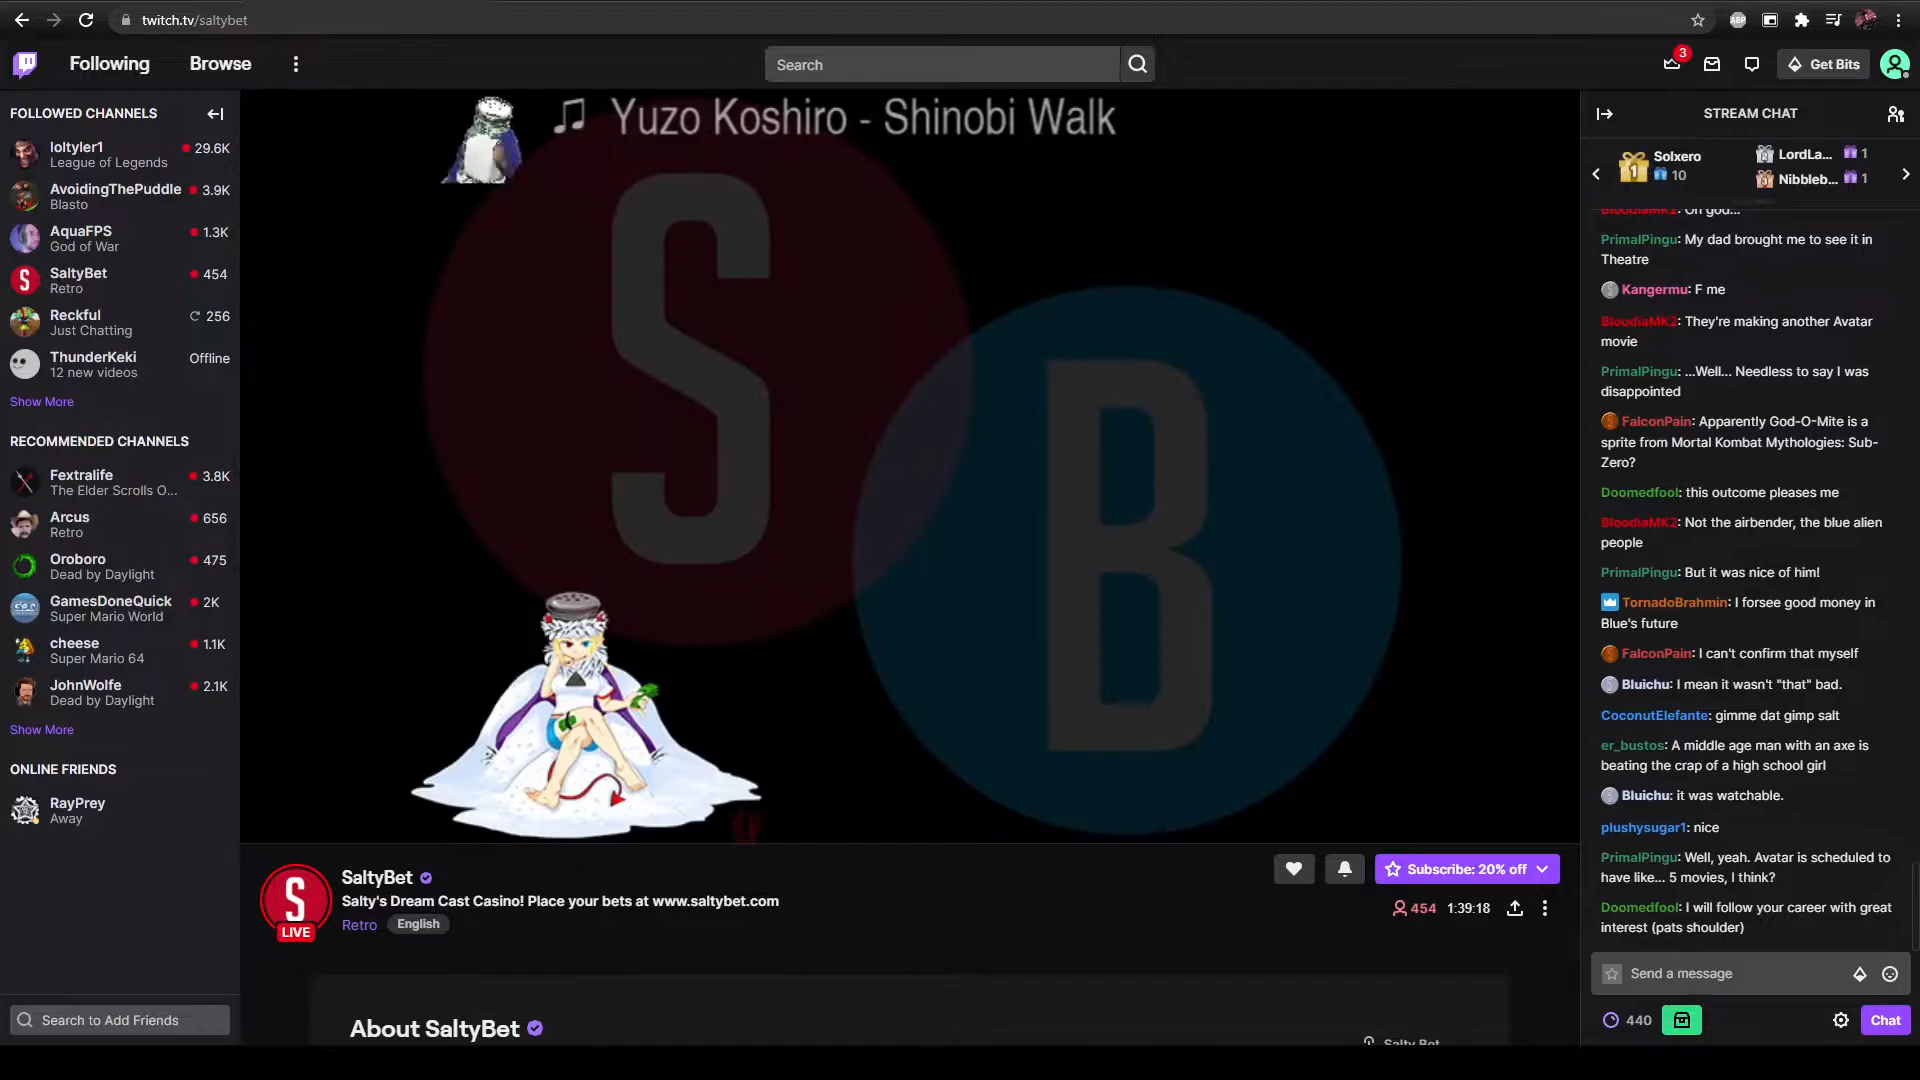 twitch.tv/saltybet
ABP
Following
Browse
Search
3
Get Bits
FOLLOWED CHANNELS
loltyler1
29.6K
League of Legends
AvoidingThePuddle
3.9K
Blasto
AquaFPS
1.3K
God of War
SaltyBet
454
Retro
Reckful
256
Just Chatting
ThunderKeki
Offline
12 new videos
Show More
RECOMMENDED CHANNELS
Fextralife
3.8K
The Elder Scrolls O...
Arcus
656
Retro
Oroboro
475
Dead by Daylight
GamesDoneQuick
2K
Super Mario World
cheese
1.1K
Super Mario 64
JohnWolfe
2.1K
Dead by Daylight
Show More
ONLINE FRIENDS
RayPrey
Away
Search to Add Friends
♫ Yuzo Koshiro - Shinobi Walk
S
B
S
LIVE
SaltyBet
Salty's Dream Cast Casino! Place your bets at www.saltybet.com
Retro
English
Subscribe: 20% off
454
1:39:18
About SaltyBet
Salty Bet
STREAM CHAT
1
Solxero
10
LordLa...
1
Nibbleb...
1
BloodiaMK2: Oh god...
PrimalPingu: My dad brought me to see it in
Theatre
Kangermu: F me
BloodiaMK2: They're making another Avatar
movie
PrimalPingu: ...Well... Needless to say I was
disappointed
FalconPain: Apparently God-O-Mite is a
sprite from Mortal Kombat Mythologies: Sub-
Zero?
Doomedfool: this outcome pleases me
BloodiaMK2: Not the airbender, the blue alien
people
PrimalPingu: But it was nice of him!
TornadoBrahmin: I forsee good money in
Blue's future
FalconPain: I can't confirm that myself
Bluichu: I mean it wasn't "that" bad.
CoconutElefante: gimme dat gimp salt
er_bustos: A middle age man with an axe is
beating the crap of a high school girl
Bluichu: it was watchable.
plushysugar1: nice
PrimalPingu: Well, yeah. Avatar is scheduled to
have like... 5 movies, I think?
Doomedfool: I will follow your career with great
interest (pats shoulder)
Send a message
440
Chat